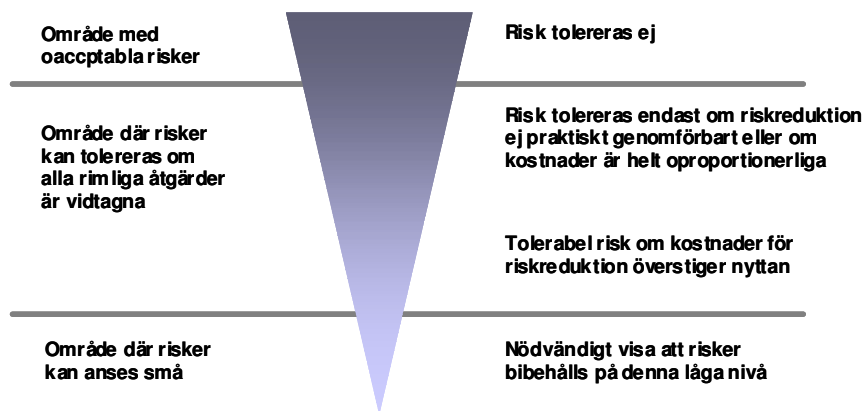 Område med
oaccptabla risker
Risk tolereras ej
Område där risker
kan tolereras om
alla rimliga åtgärder
är vidtagna
Risk tolereras endast om riskreduktion
ej praktiskt genomförbart eller om
kostnader är helt oproportionerliga
Tolerabel risk om kostnader för
riskreduktion överstiger nyttan
Område där risker
kan anses små
Nödvändigt visa att risker
bibehålls på denna låga nivå